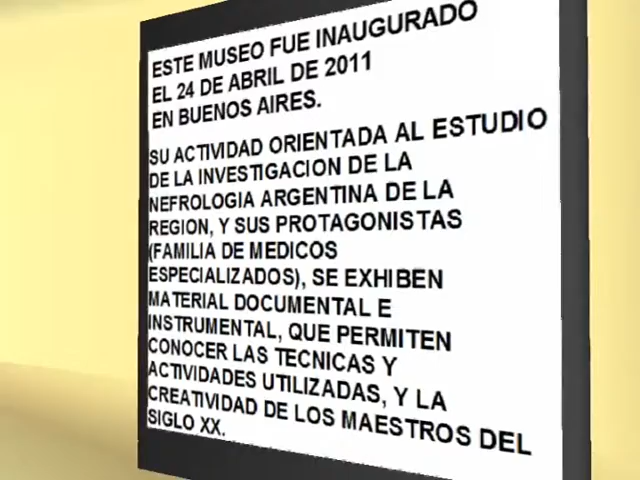 ESTE MUSEO FUE INAUGURADO
EL 24 DE ABRIL DE 2011
EN BUENOS AIRES.
SU ACTIVIDAD ORIENTADA AL ESTUDIO
DE LA INVESTIGACION DE LA
NEFROLOGIA ARGENTINA DE LA
REGION, Y SUS PROTAGONISTAS
(FAMILIA DE MEDICOS
ESPECIALIZADOS), SE EXHIBEN
MATERIAL DOCUMENTAL E
INSTRUMENTAL, QUE PERMITEN
CONOCER LAS TECNICAS Y
ACTIVIDADES UTILIZADAS, Y LA
CREATIVIDAD DE LOS MAESTROS DEL
SIGLO XX.